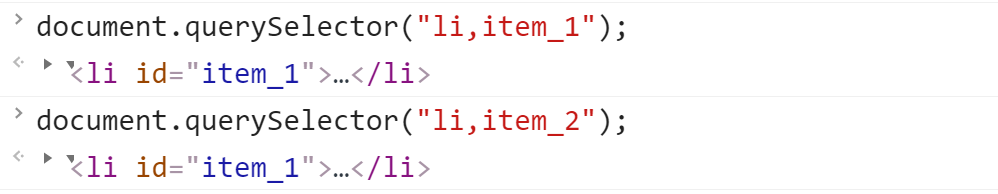 document.querySelector("li,item_1");
<li id="item_1">…</li>
document.querySelector("li,item_2");
<li id="item_1">…</li>